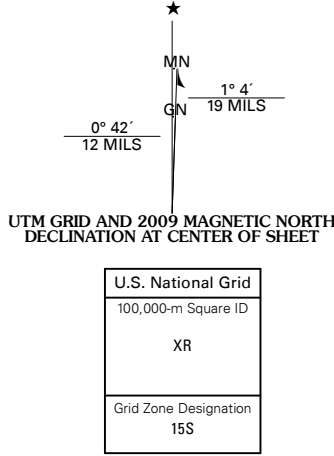 ★
MN
1° 4´
19 MILS
GN
0° 42´
12 MILS
UTM GRID AND 2009 MAGNETIC NORTH
DECLINATION AT CENTER OF SHEET
U.S. National Grid
100,000-m Square ID
XR
Grid Zone Designation
15S